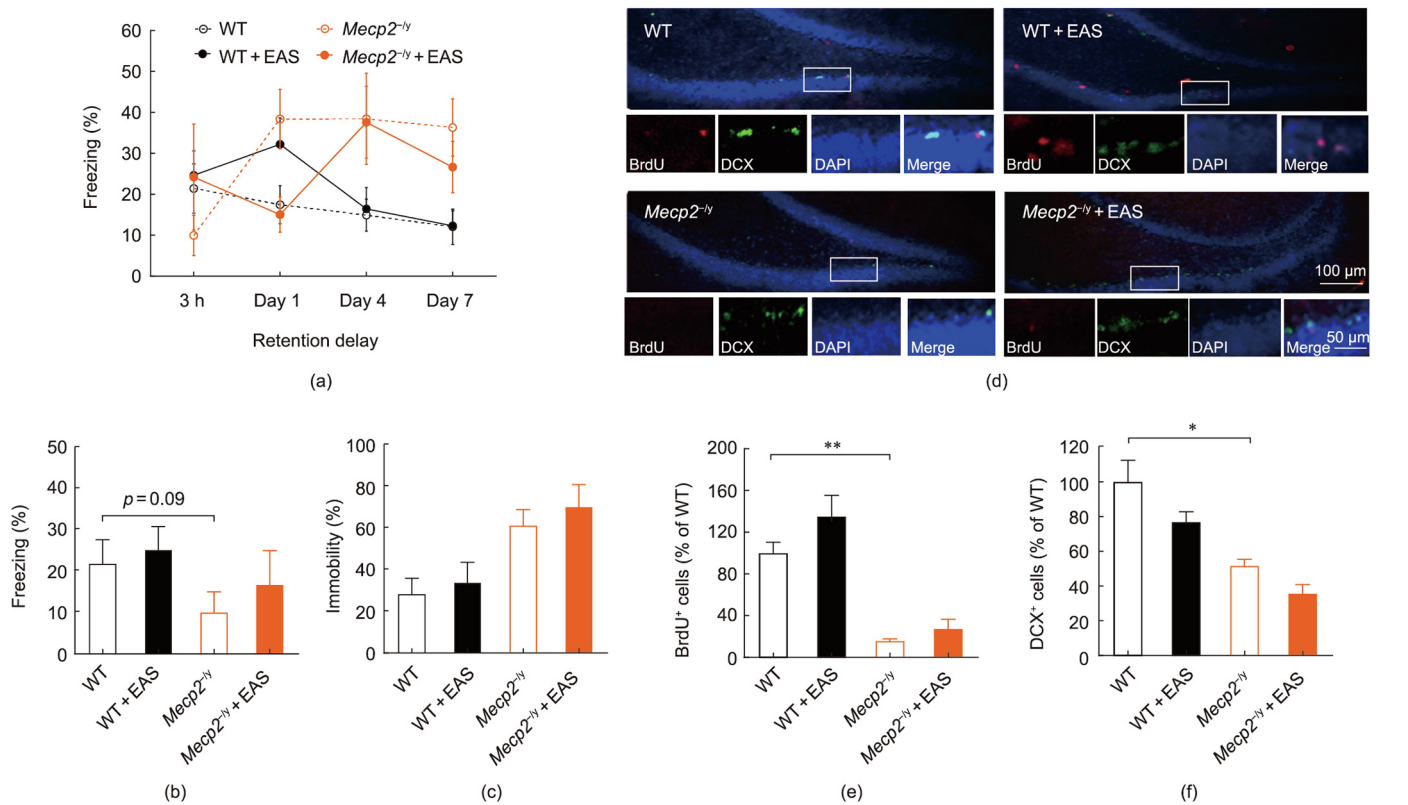 WT
Mecp2⁻/ʸ
WT + EAS
Mecp2⁻/ʸ + EAS
60
50
40
30
20
10
0
Freezing (%)
3 h Day 1 Day 4 Day 7
Retention delay
(a)
WT
BrdU DCX DAPI Merge
WT + EAS
BrdU DCX DAPI Merge
Mecp2⁻/ʸ
BrdU DCX DAPI Merge
Mecp2⁻/ʸ + EAS
100 µm
BrdU DCX DAPI Merge
50 µm
(d)
50
40
30
20
10
0
Freezing (%)
p = 0.09
WT
WT + EAS
Mecp2⁻/ʸ
Mecp2⁻/ʸ + EAS
(b)
100
80
60
40
20
0
Immobility (%)
WT
WT + EAS
Mecp2⁻/ʸ
Mecp2⁻/ʸ + EAS
(c)
200
160
120
80
40
0
BrdU⁺ cells (% of WT)
**
WT
WT + EAS
Mecp2⁻/ʸ
Mecp2⁻/ʸ + EAS
(e)
120
100
80
60
40
20
0
DCX⁺ cells (% of WT)
*
WT
WT + EAS
Mecp2⁻/ʸ
Mecp2⁻/ʸ + EAS
(f)